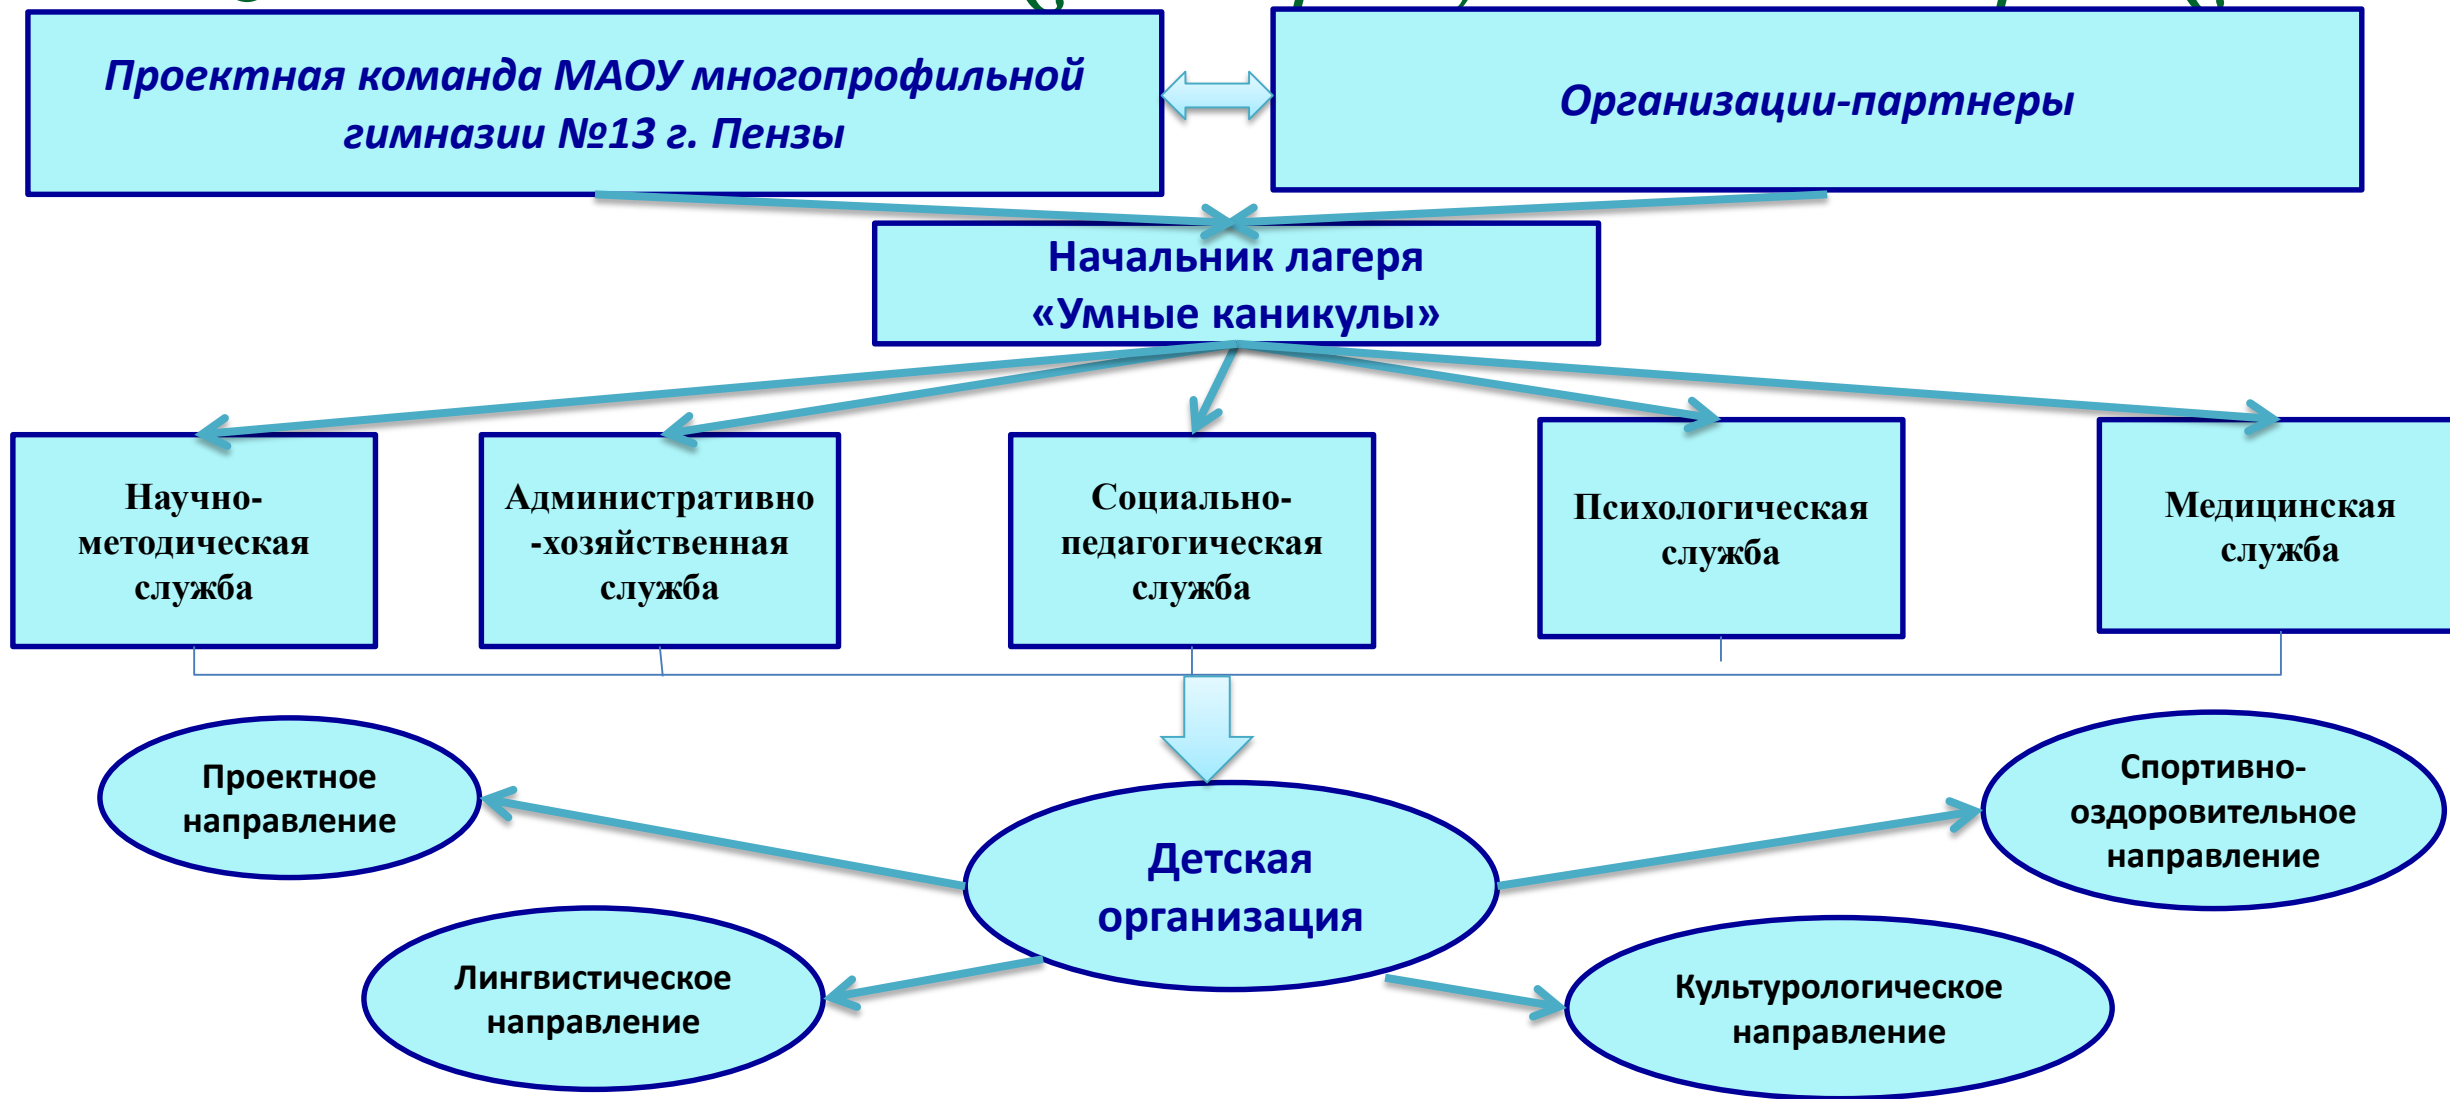 Проектная команда МАОУ многопрофильной
гимназии №13 г. Пензы
Организации-партнеры
Начальник лагеря
«Умные каникулы»
Научно-
методическая
служба
Административно
-хозяйственная
служба
Социально-
педагогическая
служба
Психологическая
служба
Медицинская
служба
Проектное
направление
Спортивно-
оздоровительное
направление
Детская
организация
Лингвистическое
направление
Культурологическое
направление